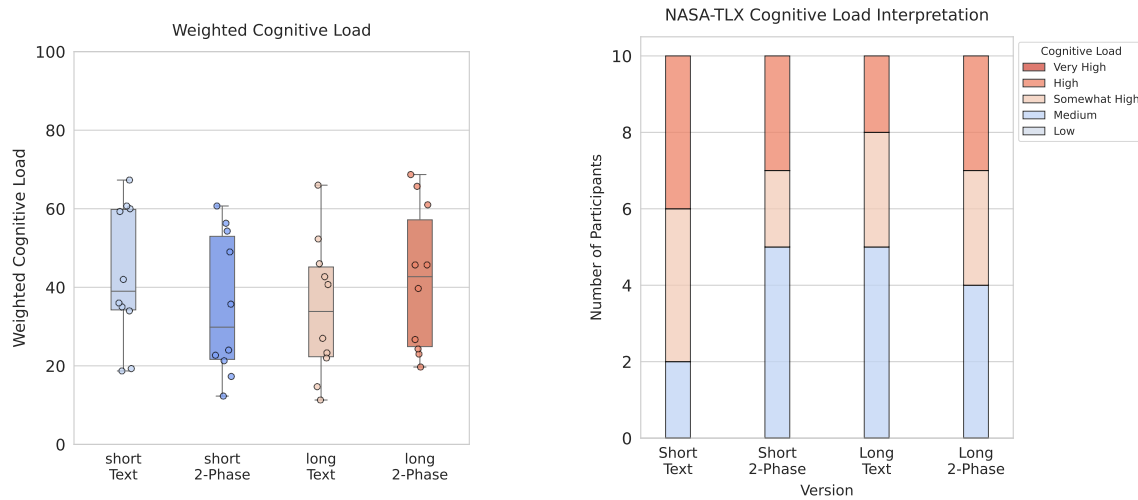 Weighted Cognitive Load
100
80
60
40
20
0
Weighted Cognitive Load
short
Text
short
2-Phase
long
Text
long
2-Phase
NASA-TLX Cognitive Load Interpretation
10
8
6
4
2
0
Number of Participants
Short
Text
Short
2-Phase
Long
Text
Long
2-Phase
Version
Cognitive Load
Very High
High
Somewhat High
Medium
Low